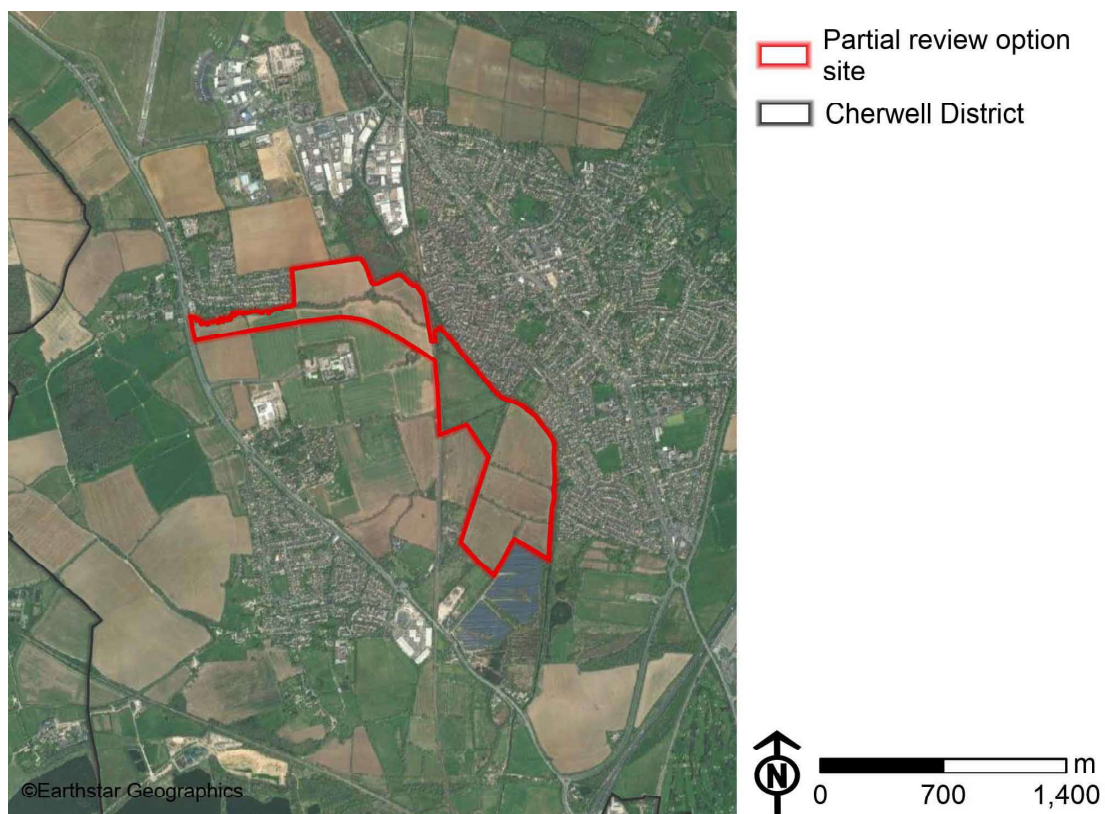 Partial review option
site
Cherwell District
©Earthstar Geographics
N
m
0 700 1,400